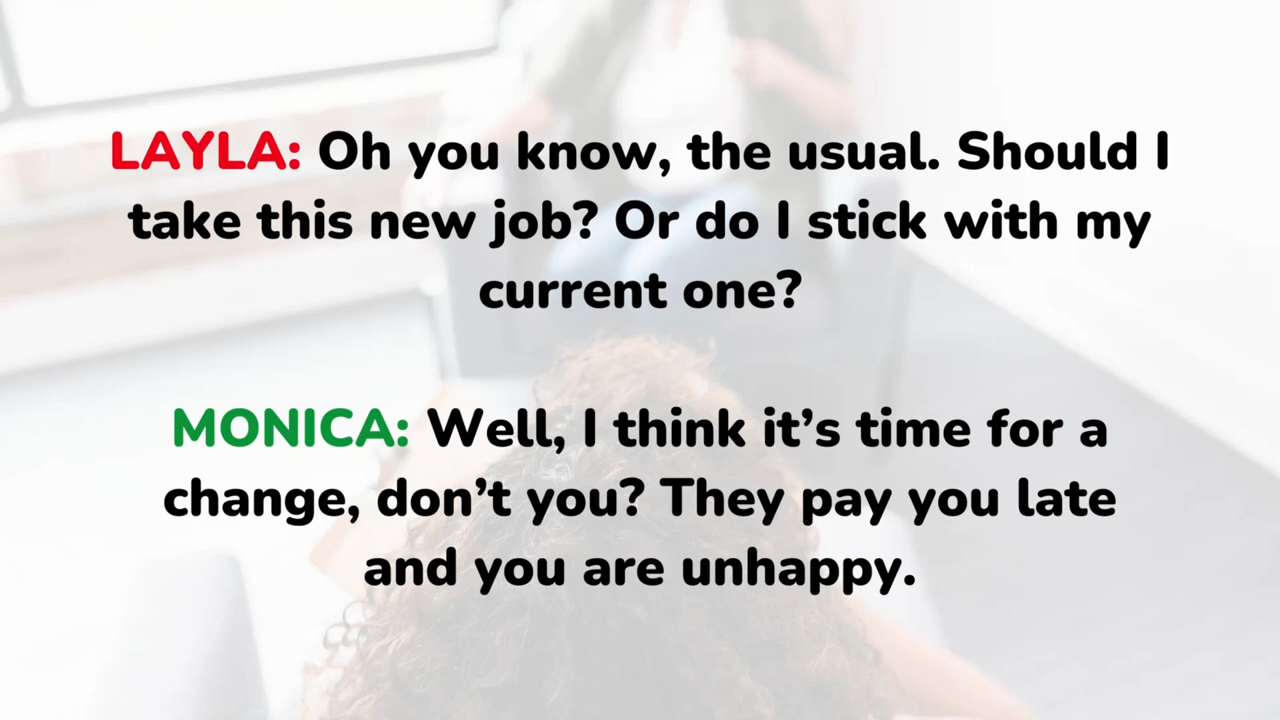 LAYLA: Oh you know, the usual. Should I
take this new job? Or do I stick with my
current one?
MONICA: Well, I think it’s time for a
change, don’t you? They pay you late
and you are unhappy.